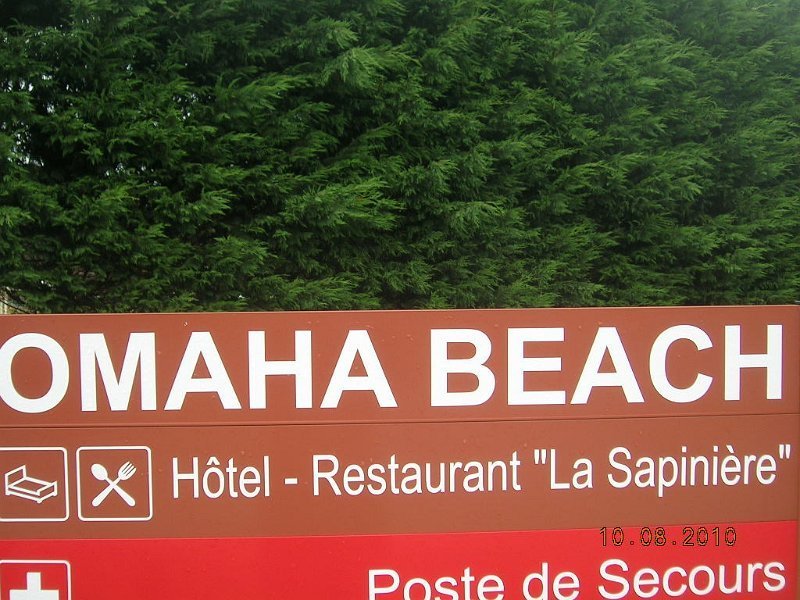 OMAHA BEACH
Hôtel - Restaurant "La Sapinière"
10.08.2010
Poste de Secours